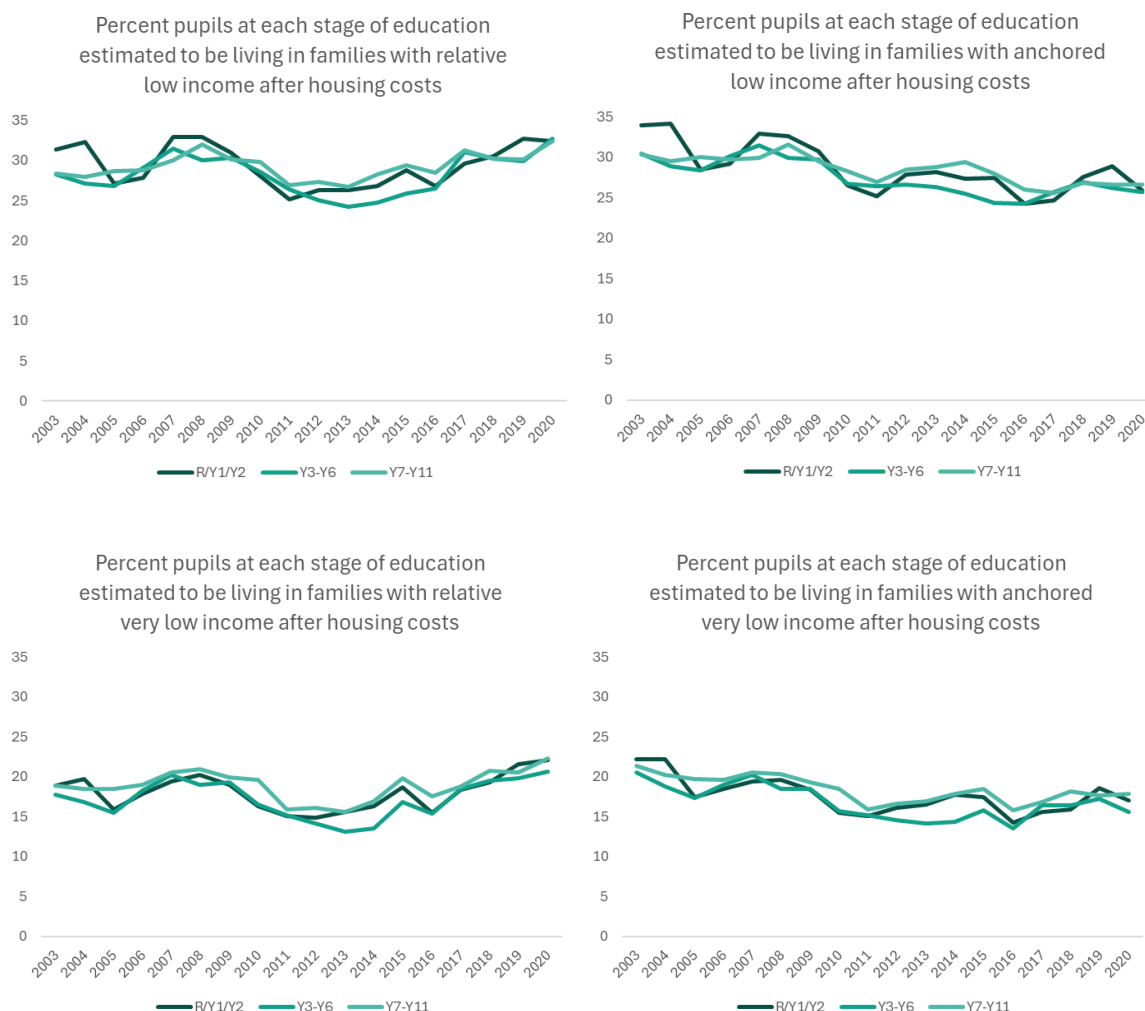 Percent pupils at each stage of education
estimated to be living in families with relative
low income after housing costs
35
30
25
20
15
10
5
0
2003 2004 2005 2006 2007 2008 2009 2010 2011 2012 2013 2014 2015 2016 2017 2018 2019 2020
R/Y1/Y2 Y3-Y6 Y7-Y11
Percent pupils at each stage of education
estimated to be living in families with anchored
low income after housing costs
35
30
25
20
15
10
5
0
2003 2004 2005 2006 2007 2008 2009 2010 2011 2012 2013 2014 2015 2016 2017 2018 2019 2020
R/Y1/Y2 Y3-Y6 Y7-Y11
Percent pupils at each stage of education
estimated to be living in families with relative
very low income after housing costs
35
30
25
20
15
10
5
0
2003 2004 2005 2006 2007 2008 2009 2010 2011 2012 2013 2014 2015 2016 2017 2018 2019 2020
R/Y1/Y2 Y3-Y6 Y7-Y11
Percent pupils at each stage of education
estimated to be living in families with anchored
very low income after housing costs
35
30
25
20
15
10
5
0
2003 2004 2005 2006 2007 2008 2009 2010 2011 2012 2013 2014 2015 2016 2017 2018 2019 2020
R/Y1/Y2 Y3-Y6 Y7-Y11